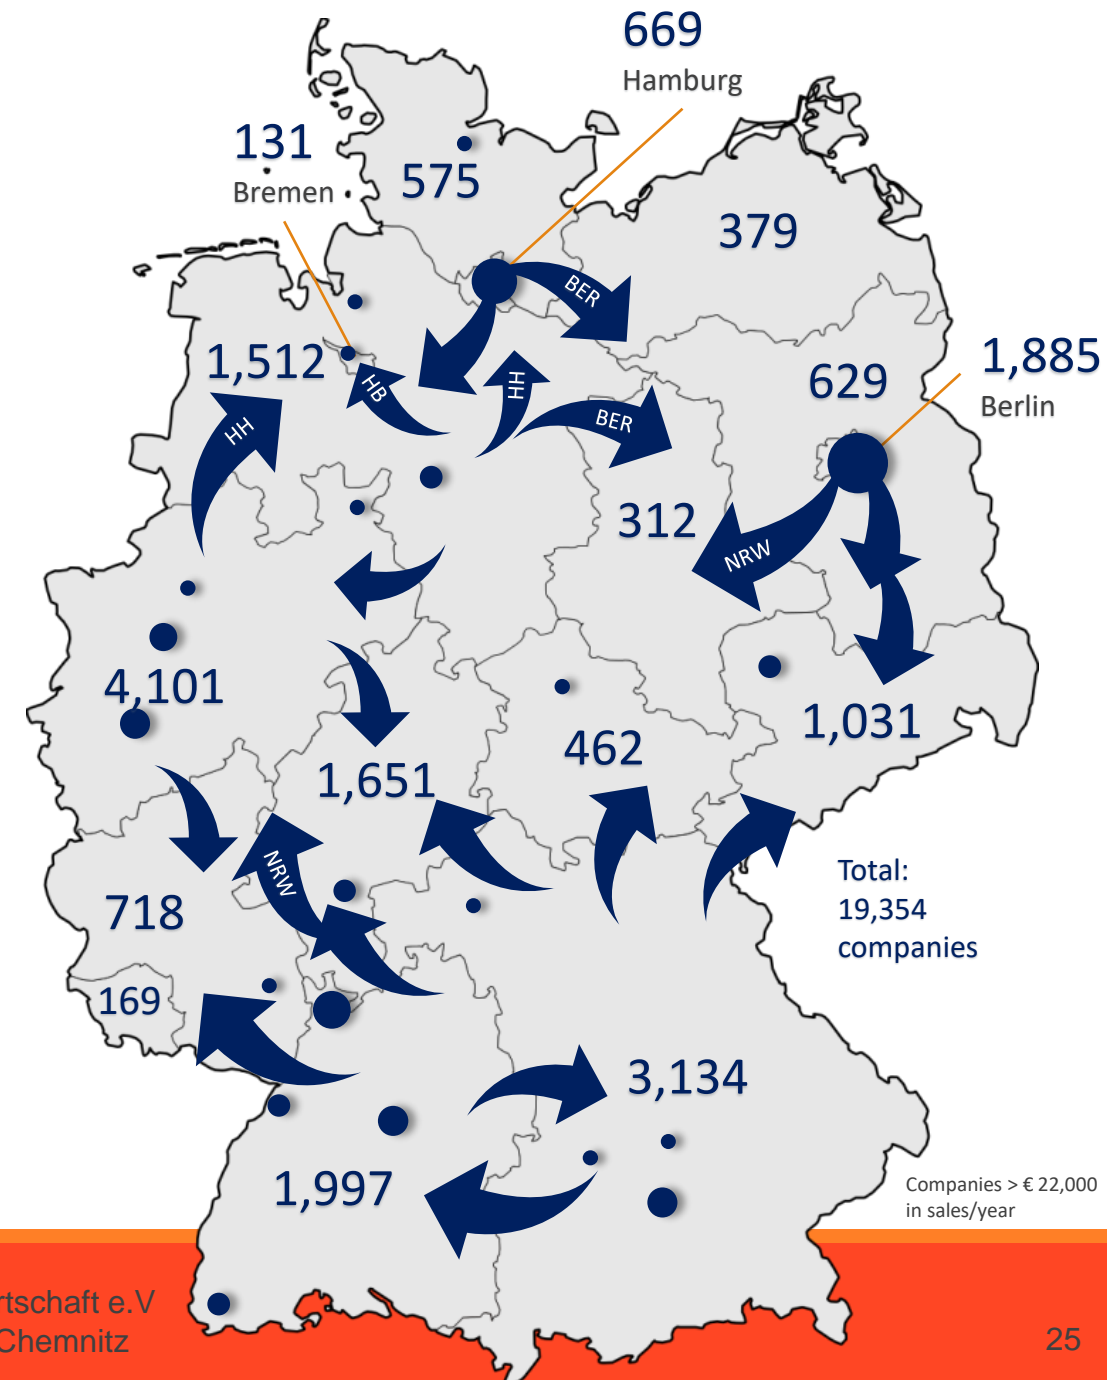 669
Hamburg
131
Bremen
575
379
BER
1,512
HB
HH
HH
BER
629
1,885
Berlin
312
NRW
4,101
1,031
462
1,651
NRW
718
Total:
19,354
companies
169
3,134
1,997
Companies > € 22,000
in sales/year
rtschaft e.V
Chemnitz
25